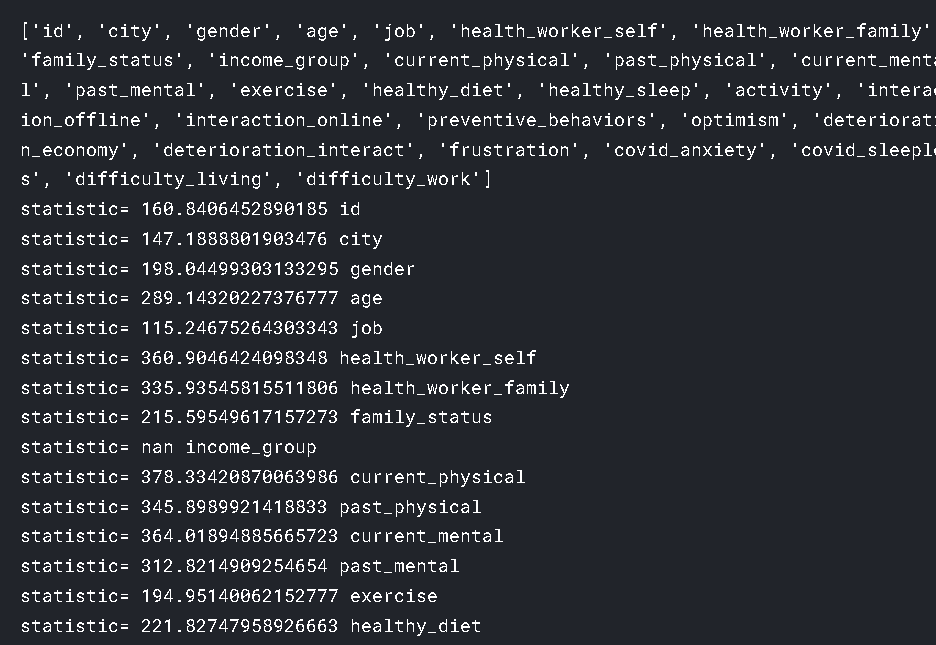 ['id', 'city', 'gender', 'age', 'job', 'health_worker_self', 'health_worker_family'
'family_status', 'income_group', 'current_physical', 'past_physical', 'current_menta
l', 'past_mental', 'exercise', 'healthy_diet', 'healthy_sleep', 'activity', 'interac
ion_offline', 'interaction_online', 'preventive_behaviors', 'optimism', 'deteriorati
n_economy', 'deterioration_interact', 'frustration', 'covid_anxiety', 'covid_sleeple
s', 'difficulty_living', 'difficulty_work']
statistic= 160.8406452890185 id
statistic= 147.1888801903476 city
statistic= 198.04499303133295 gender
statistic= 289.14320227376777 age
statistic= 115.24675264303343 job
statistic= 360.9046424098348 health_worker_self
statistic= 335.93545815511806 health_worker_family
statistic= 215.59549617157273 family_status
statistic= nan income_group
statistic= 378.33420870063986 current_physical
statistic= 345.8989921418833 past_physical
statistic= 364.01894885665723 current_mental
statistic= 312.8214909254654 past_mental
statistic= 194.95140062152777 exercise
statistic= 221.82747958926663 healthy_diet